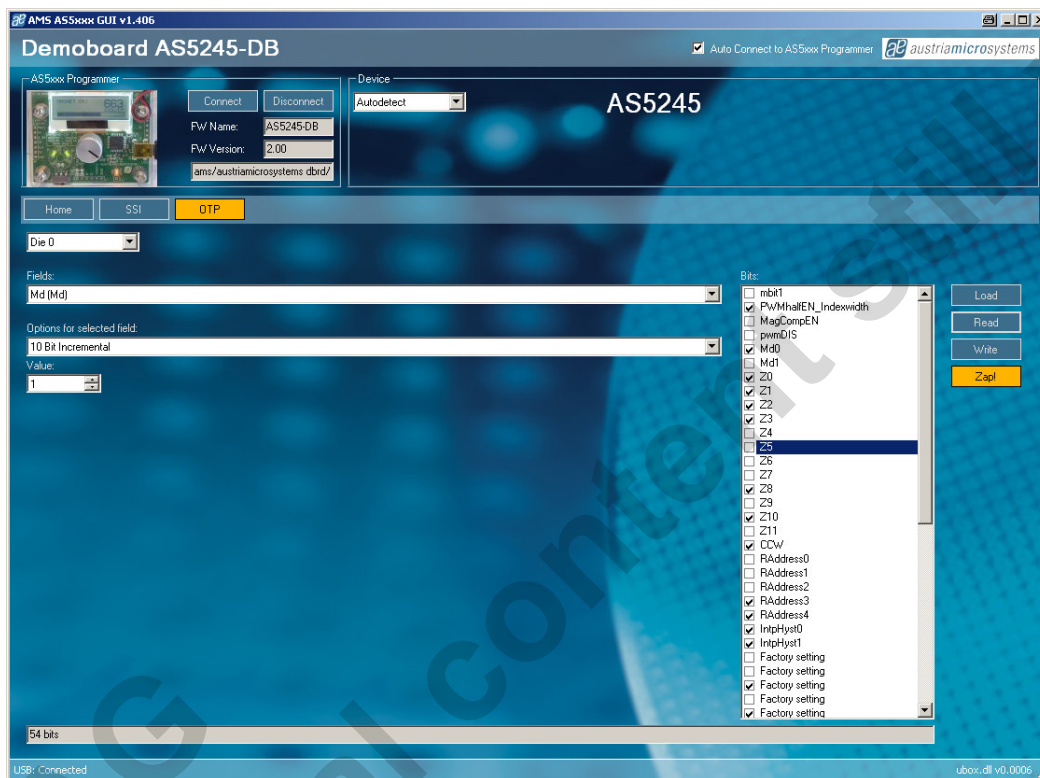 AMS AS5xxx GUI v1.406
Demoboard AS5245-DB
Auto Connect to AS5xxx Programmer
austriamicrosystems
AS5xxx Programmer
Connect
Disconnect
FW Name:
AS5245-DB
FW Version:
2.00
ams/austriamicrosystems dbrd/
Device
Autodetect
AS5245
Home
SSI
OTP
Die 0
Fields:
Md (Md)
Options for selected field:
10 Bit Incremental
Value:
1
Bits:
mbit1
PWMhalfEN_Indexwidth
MagCompEN
pwmDIS
Md0
Md1
Z0
Z1
Z2
Z3
Z4
Z5
Z6
Z7
Z8
Z9
Z10
Z11
CCW
RAddress0
RAddress1
RAddress2
RAddress3
RAddress4
IntpHyst0
IntpHyst1
Factory setting
Factory setting
Factory setting
Factory setting
Factory setting
Load
Read
Write
Zap!
54 bits
USB: Connected
ubox.dll v0.0006
G
al content still